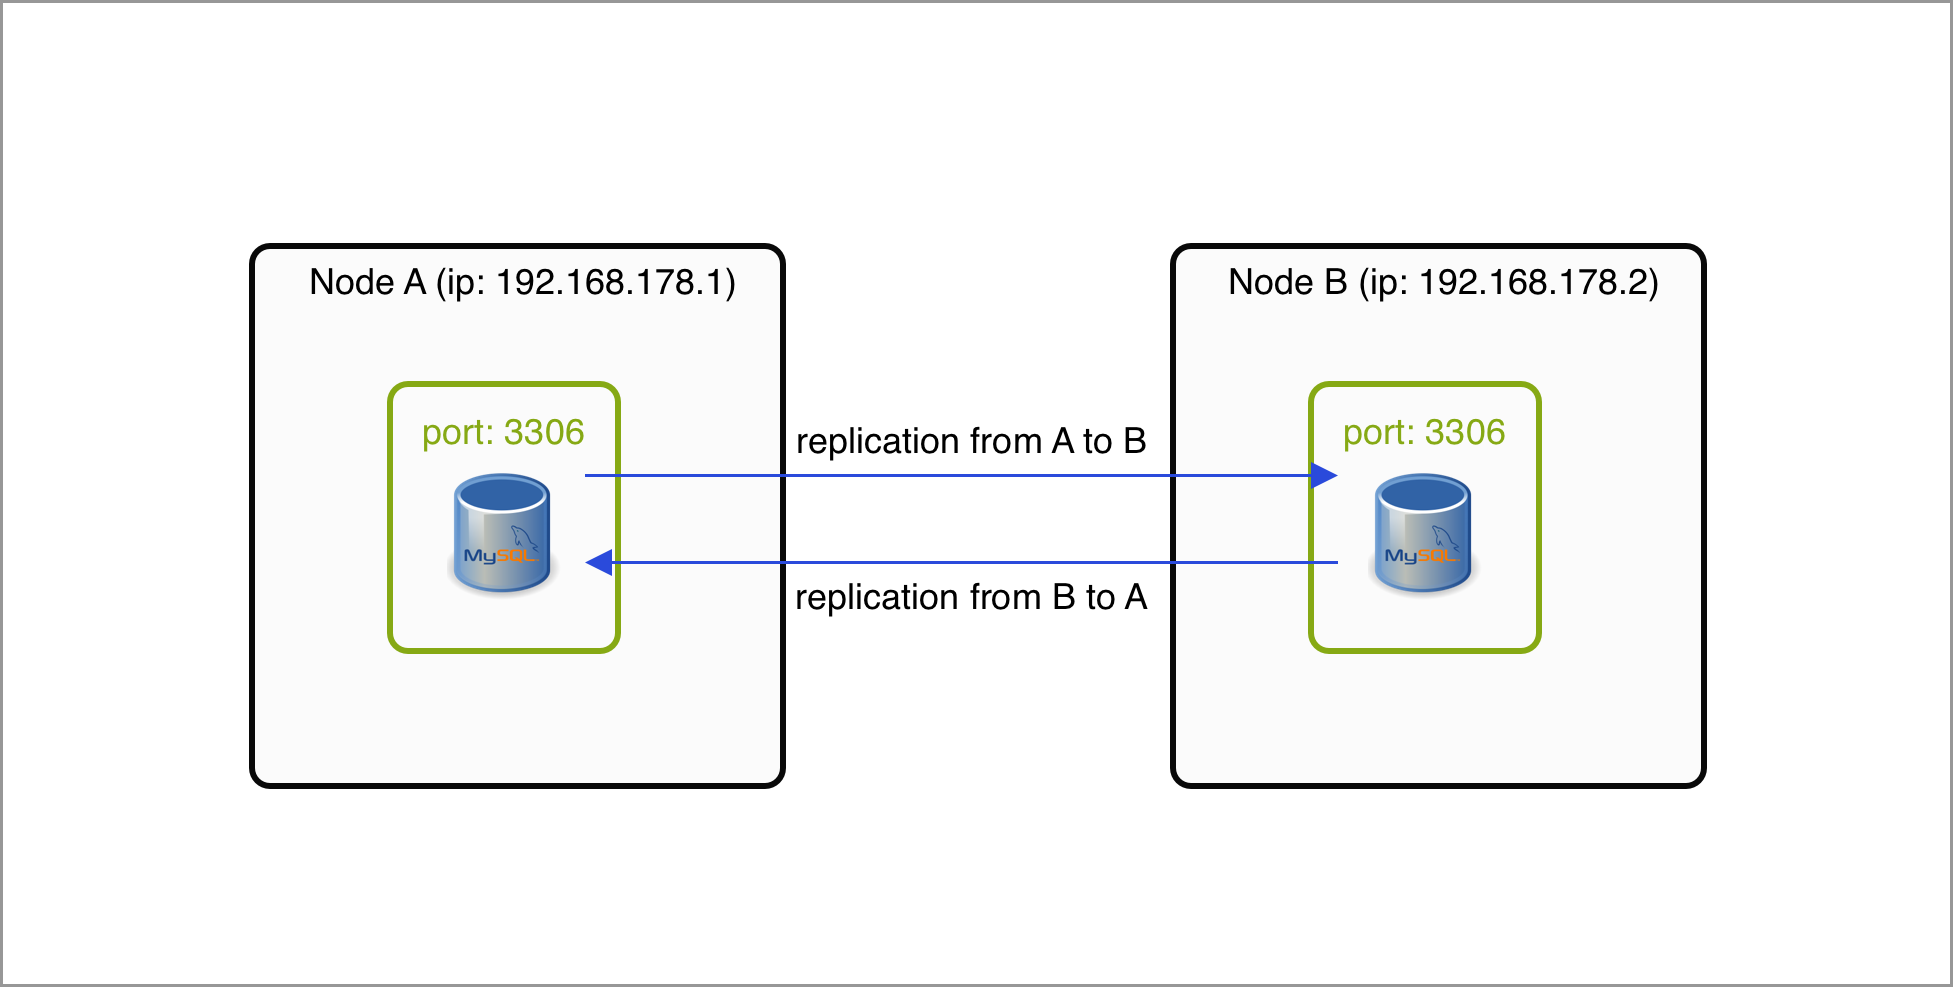 Node A (ip: 192.168.178.1)
port: 3306
MySQL
replication from A to B
replication from B to A
Node B (ip: 192.168.178.2)
port: 3306
MySQL